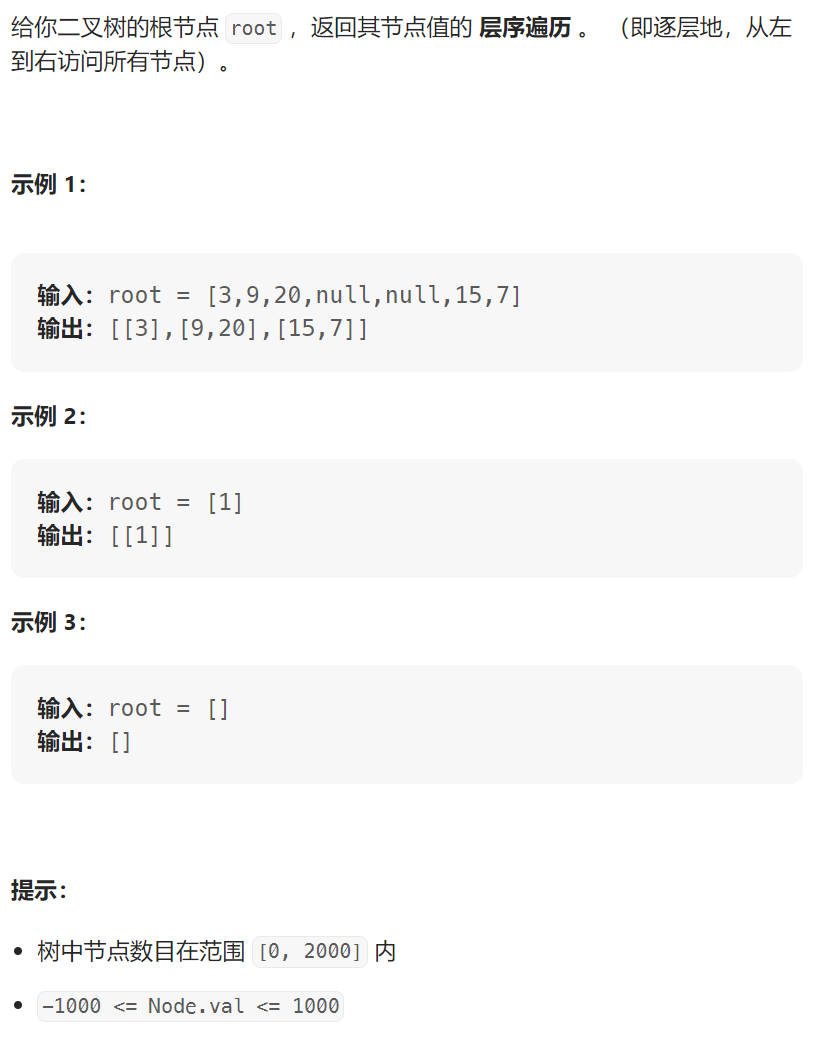 给你二叉树的根节点 root ，返回其节点值的 层序遍历 。 （即逐层地，从左
到右访问所有节点）。
示例 1：
输入：root = [3,9,20,null,null,15,7]
输出：[[3],[9,20],[15,7]]
示例 2：
输入：root = [1]
输出：[[1]]
示例 3：
输入：root = []
输出：[]
提示：
• 树中节点数目在范围 [0, 2000] 内
• -1000 <= Node.val <= 1000